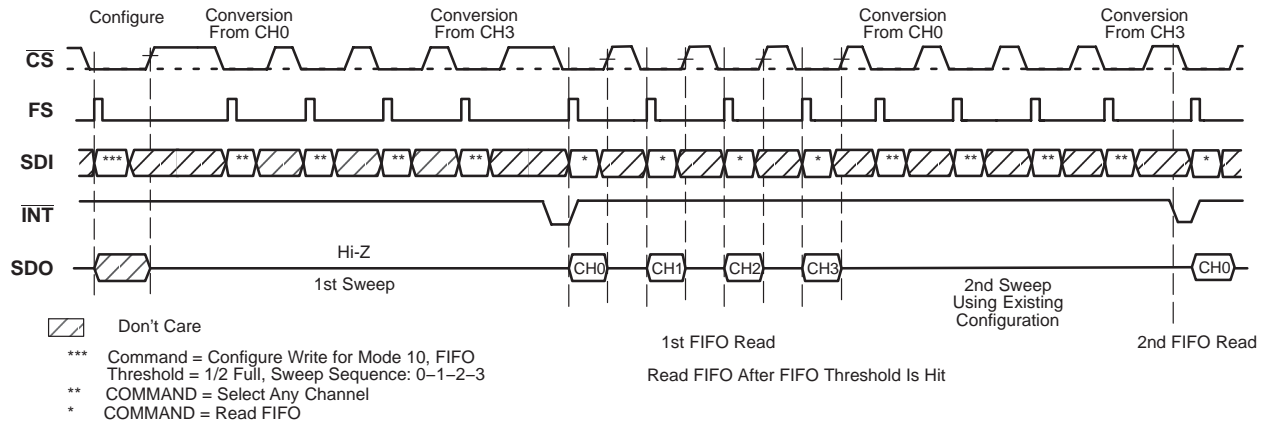 Configure
Conversion
From CH0
Conversion
From CH3
Conversion
From CH0
Conversion
From CH3
CS
FS
SDI
*** ** ** ** ** * * * * ** ** ** ** *
INT
SDO
Hi-Z
1st Sweep
CH0 CH1 CH2 CH3 CH0
2nd Sweep
Using Existing
Configuration
Don't Care
1st FIFO Read
2nd FIFO Read
*** Command = Configure Write for Mode 10, FIFO
Threshold = 1/2 Full, Sweep Sequence: 0–1–2–3
Read FIFO After FIFO Threshold Is Hit
** COMMAND = Select Any Channel
* COMMAND = Read FIFO